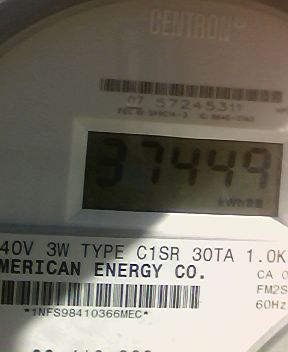 CENTRON®
07 57245311
37449
kWh
40V 3W TYPE C1SR 30TA 1.0K
MERICAN ENERGY CO.
CA 0
FM2S
60Hz
*1NFS98410366MEC*